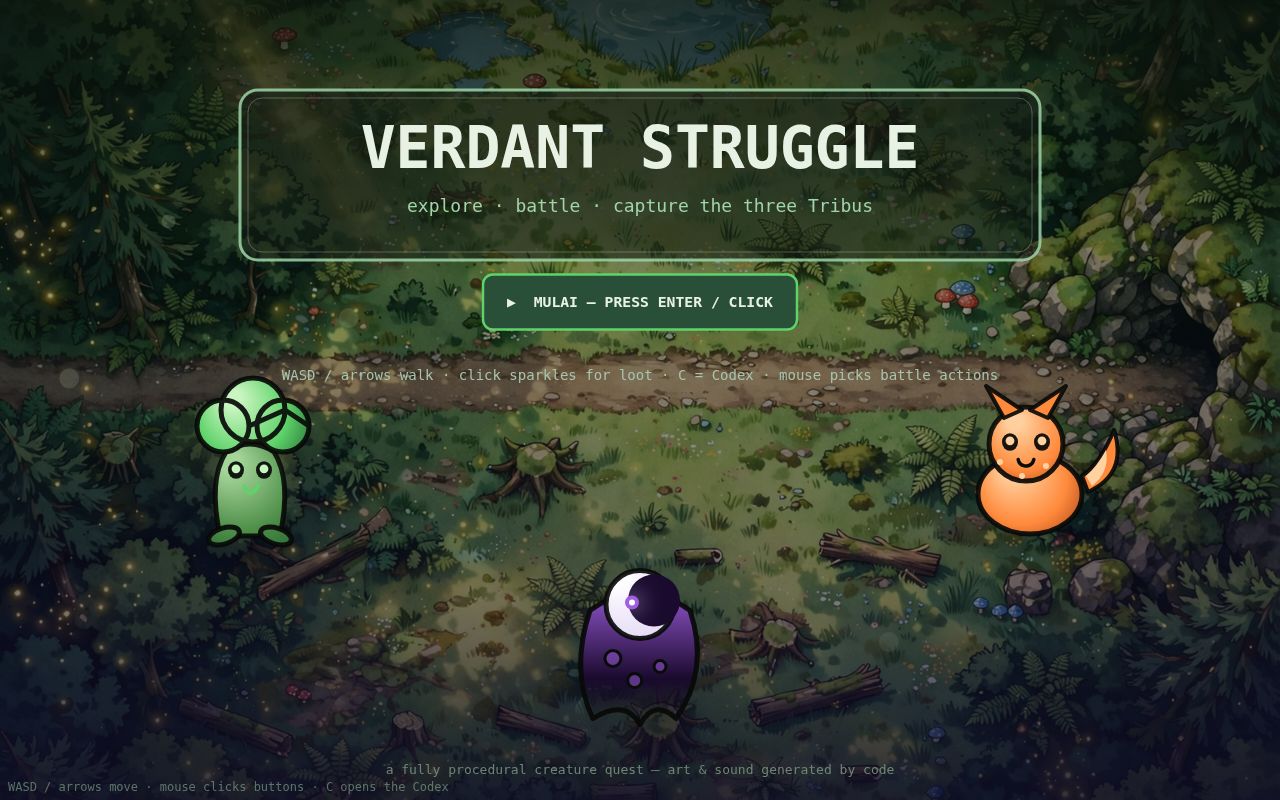 VERDANT STRUGGLE
explore · battle · capture the three Tribus
▶ MULAI — PRESS ENTER / CLICK
WASD / arrows walk · click sparkles for loot · C = Codex · mouse picks battle actions
a fully procedural creature quest — art & sound generated by code
WASD / arrows move · mouse clicks buttons · C opens the Codex